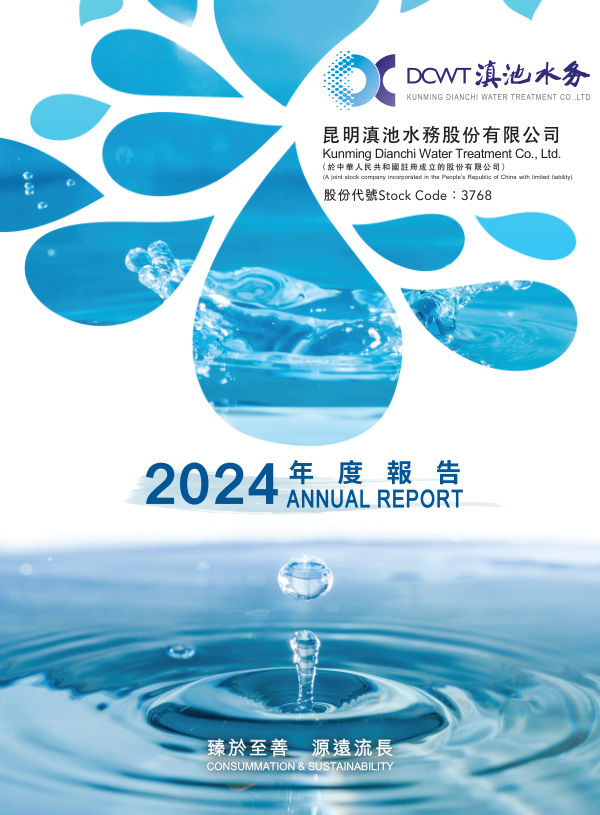 DCWT 滇池水务
KUNMING DIANCHI WATER TREATMENT CO.,LTD
昆明滇池水務股份有限公司
Kunming Dianchi Water Treatment Co., Ltd.
（於中華人民共和國註冊成立的股份有限公司）
(A joint stock company incorporated in the People's Republic of China with limited liability)
股份代號Stock Code：3768
2024 年度報告
ANNUAL REPORT
臻於至善 源遠流長
CONSUMMATION & SUSTAINABILITY